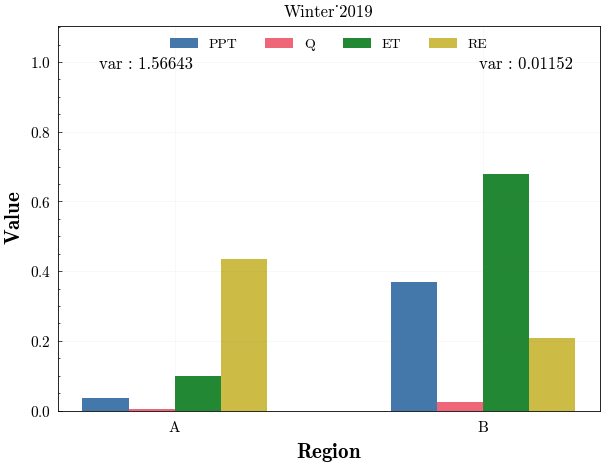 Winter˙2019
PPT Q ET RE
var : 1.56643 var : 0.01152
1.0
0.8
0.6
0.4
0.2
0.0
Value
A B
Region